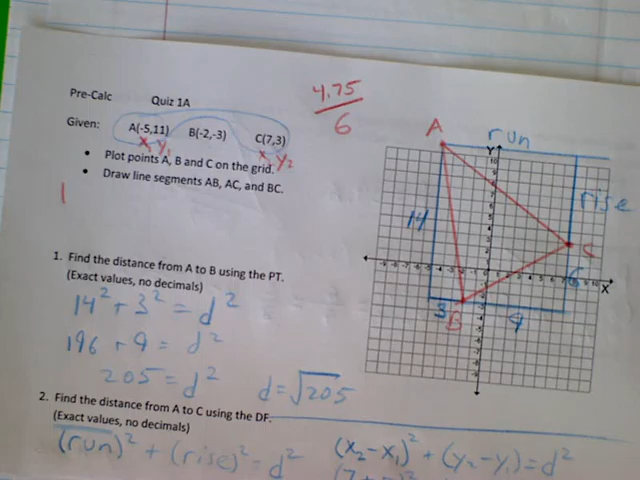 Pre-Calc Quiz 1A
4.75
6
Given: A(-5,11) B(-2,-3) C(7,3)
x₁ y₁ x₂ y₂
• Plot points A, B and C on the grid.
• Draw line segments AB, AC, and BC.
1
A
run
Y
rise
14
C
6
X
3
B
9
1. Find the distance from A to B using the PT.
(Exact values, no decimals)
14² + 3² = d²
196 + 9 = d²
205 = d² d = √205
2. Find the distance from A to C using the DF.
(Exact values, no decimals)
(run)² + (rise)² = d² (x₂-x₁)² + (y₂-y₁) = d²